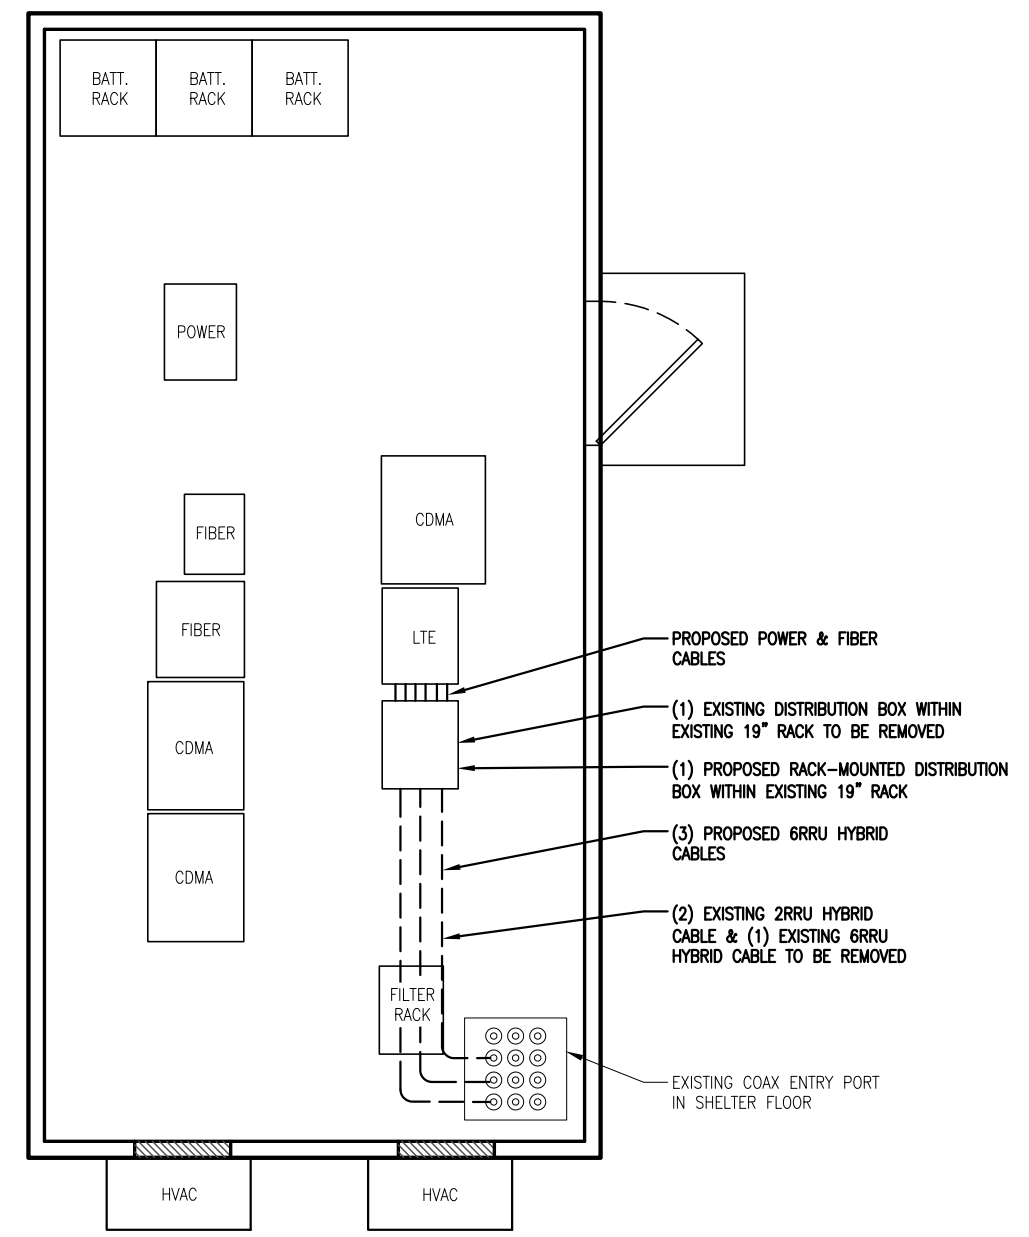 BATT.
RACK
BATT.
RACK
BATT.
RACK
POWER
FIBER
CDMA
FIBER
LTE
PROPOSED POWER & FIBER
CABLES
CDMA
(1) EXISTING DISTRIBUTION BOX WITHIN
EXISTING 19" RACK TO BE REMOVED
(1) PROPOSED RACK-MOUNTED DISTRIBUTION
BOX WITHIN EXISTING 19" RACK
(3) PROPOSED 6RRU HYBRID
CABLES
CDMA
(2) EXISTING 2RRU HYBRID
CABLE & (1) EXISTING 6RRU
HYBRID CABLE TO BE REMOVED
FILTER
RACK
EXISTING COAX ENTRY PORT
IN SHELTER FLOOR
HVAC
HVAC